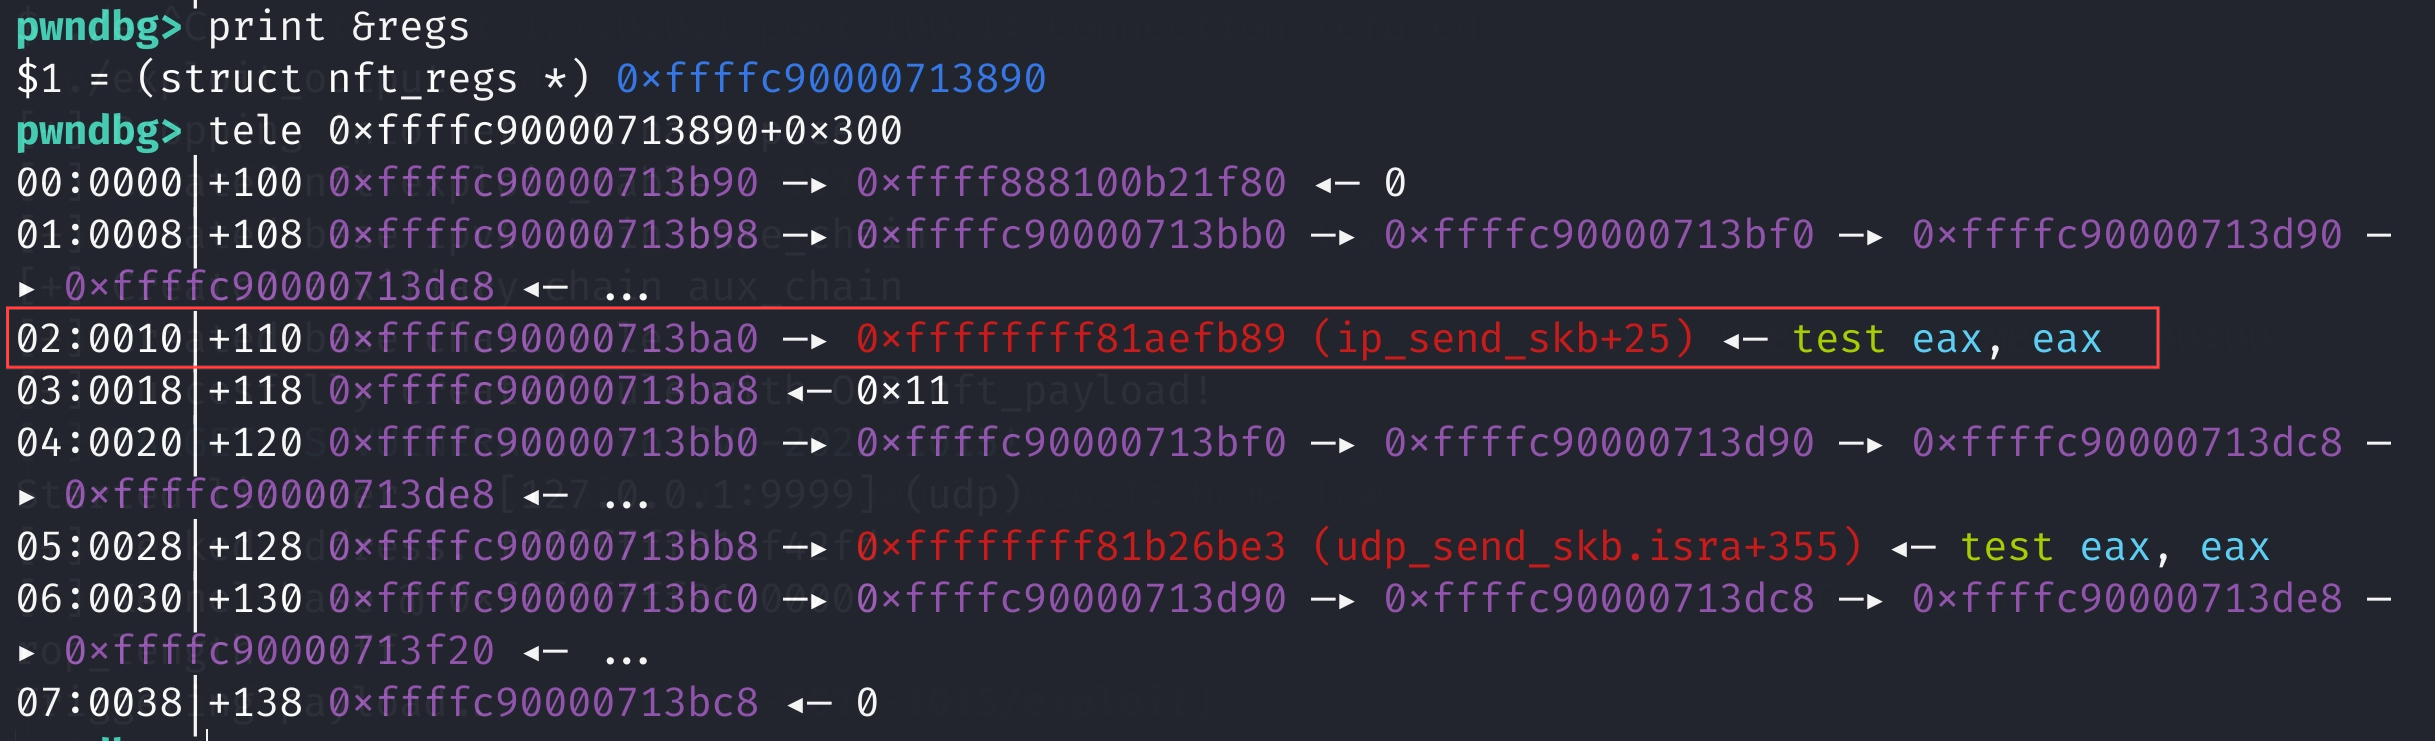 pwndbg> print &regs
$1 = (struct nft_regs *) 0xffffc90000713890
pwndbg> tele 0xffffc90000713890+0x300
00:0000│+100 0xffffc90000713b90 —▸ 0xffff888100b21f80 ◂— 0
01:0008│+108 0xffffc90000713b98 —▸ 0xffffc90000713bb0 —▸ 0xffffc90000713bf0 —▸ 0xffffc90000713d90 —
▸ 0xffffc90000713dc8 ◂— ...
02:0010│+110 0xffffc90000713ba0 —▸ 0xffffffff81aefb89 (ip_send_skb+25) ◂— test eax, eax
03:0018│+118 0xffffc90000713ba8 ◂— 0x11
04:0020│+120 0xffffc90000713bb0 —▸ 0xffffc90000713bf0 —▸ 0xffffc90000713d90 —▸ 0xffffc90000713dc8 —
▸ 0xffffc90000713de8 ◂— ...
05:0028│+128 0xffffc90000713bb8 —▸ 0xffffffff81b26be3 (udp_send_skb.isra+355) ◂— test eax, eax
06:0030│+130 0xffffc90000713bc0 —▸ 0xffffc90000713d90 —▸ 0xffffc90000713dc8 —▸ 0xffffc90000713de8 —
▸ 0xffffc90000713f20 ◂— ...
07:0038│+138 0xffffc90000713bc8 ◂— 0